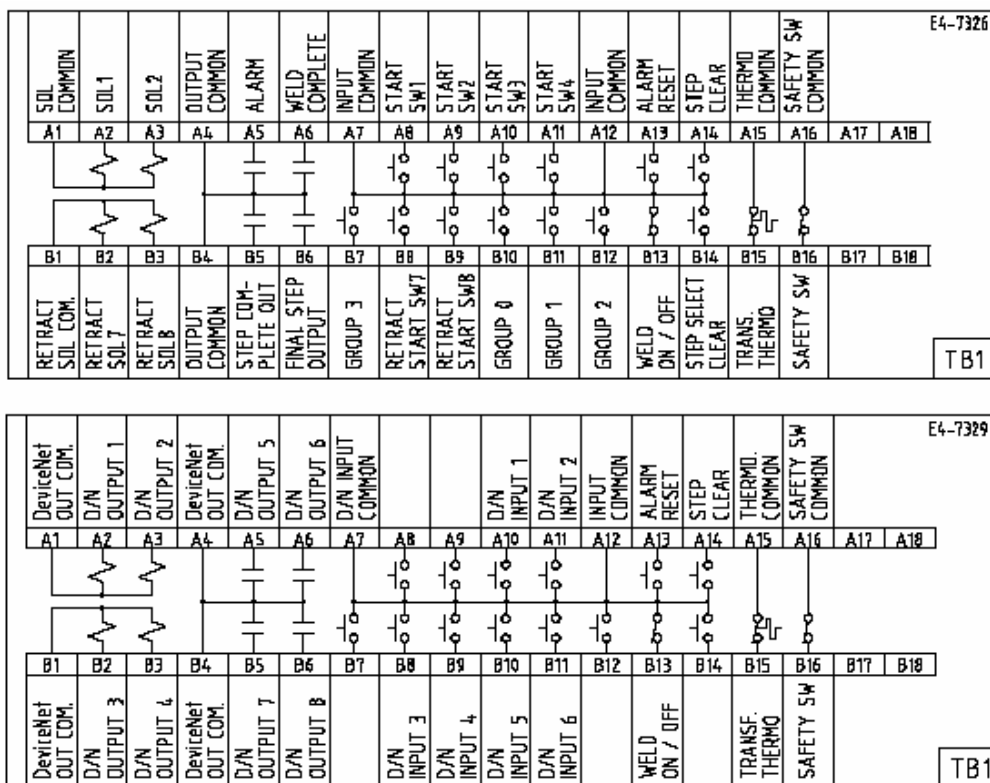 E4-7326
SOL COMMON
SOL1
SOL2
OUTPUT COMMON
ALARM
WELD COMPLETE
INPUT COMMON
START SW1
START SW2
START SW3
START SW4
INPUT COMMON
ALARM RESET
STEP CLEAR
THERMO COMMON
SAFETY SW COMMON
A1 A2 A3 A4 A5 A6 A7 A8 A9 A10 A11 A12 A13 A14 A15 A16 A17 A18
B1 B2 B3 B4 B5 B6 B7 B8 B9 B10 B11 B12 B13 B14 B15 B16 B17 B18
RETRACT SOL COM.
RETRACT SOL7
RETRACT SOL8
OUTPUT COMMON
STEP COM-
PLETE OUT
FINAL STEP OUTPUT
GROUP 3
RETRACT START SW7
RETRACT START SW8
GROUP 0
GROUP 1
GROUP 2
WELD ON / OFF
STEP SELECT CLEAR
TRANS. THERMO
SAFETY SW
TB1
E4-7329
DeviceNet OUT COM.
D/N OUTPUT 1
D/N OUTPUT 2
DeviceNet OUT COM.
D/N OUTPUT 5
D/N OUTPUT 6
D/N INPUT COMMON
D/N INPUT 1
D/N INPUT 2
INPUT COMMON
ALARM RESET
STEP CLEAR
THERMO. COMMON
SAFETY SW COMMON
A1 A2 A3 A4 A5 A6 A7 A8 A9 A10 A11 A12 A13 A14 A15 A16 A17 A18
B1 B2 B3 B4 B5 B6 B7 B8 B9 B10 B11 B12 B13 B14 B15 B16 B17 B18
DeviceNet OUT COM.
D/N OUTPUT 3
D/N OUTPUT 4
DeviceNet OUT COM.
D/N OUTPUT 7
D/N OUTPUT 8
D/N INPUT 3
D/N INPUT 4
D/N INPUT 5
D/N INPUT 6
WELD ON / OFF
TRANSF. THERMO
SAFETY SW
TB1